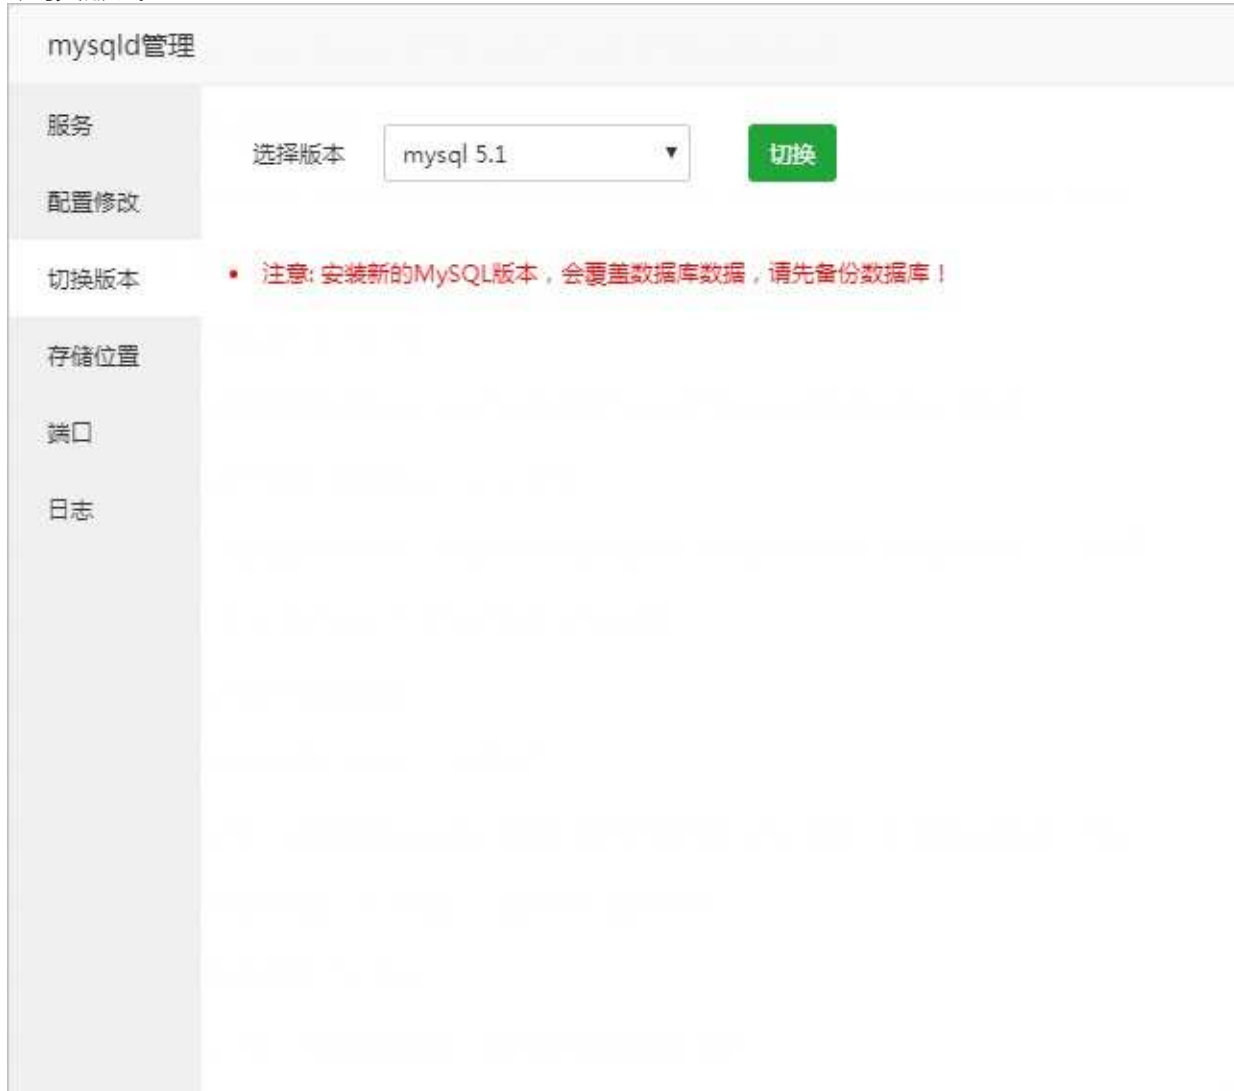 mysqld管理
服务
选择版本 mysql 5.1 切换
配置修改
切换版本
注意: 安装新的MySQL版本，会覆盖数据库数据，请先备份数据库！
存储位置
端口
日志